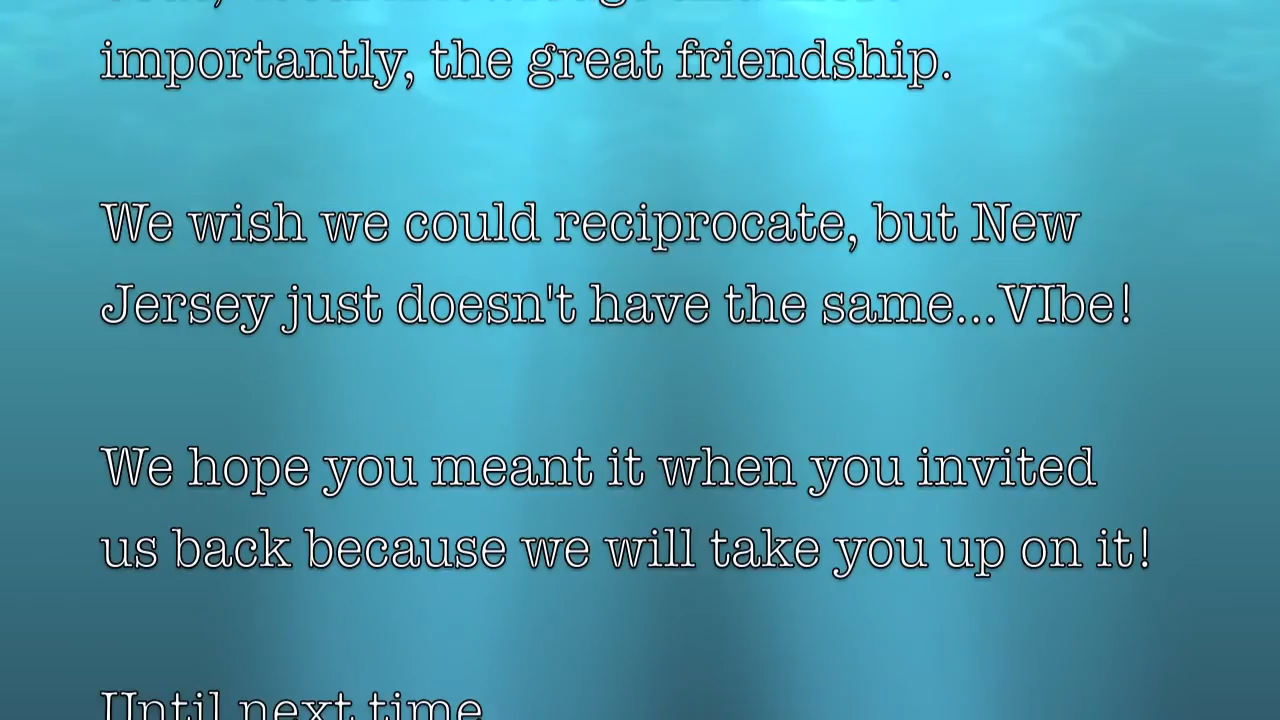 importantly, the great friendship.
We wish we could reciprocate, but New
Jersey just doesn't have the same...VIbe!
We hope you meant it when you invited
us back because we will take you up on it!
Until next time